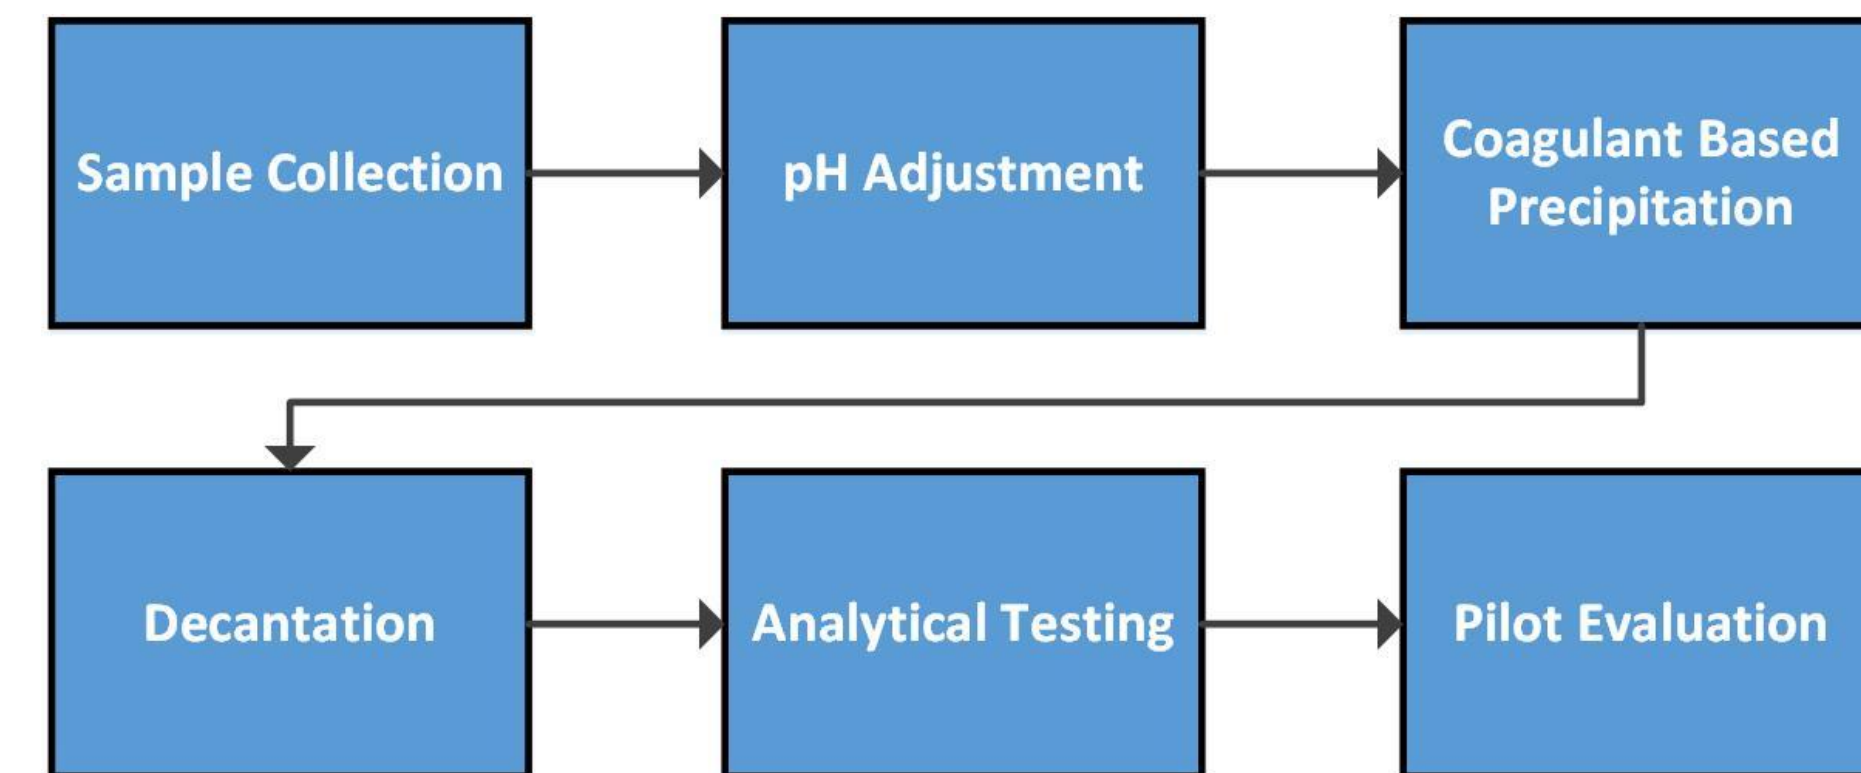 Sample Collection
pH Adjustment
Coagulant Based
Precipitation
Decantation
Analytical Testing
Pilot Evaluation